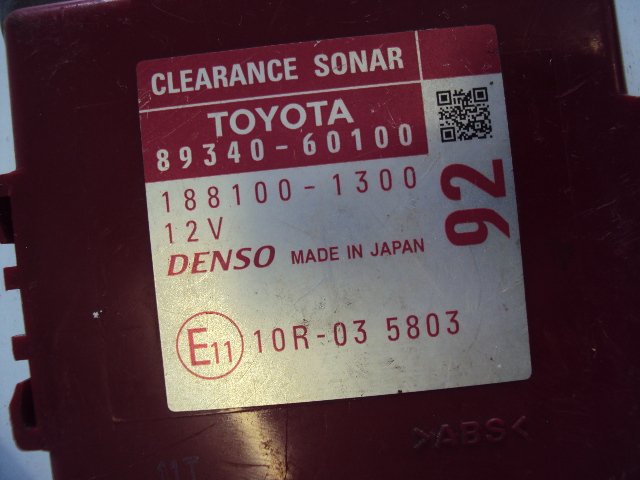 CLEARANCE SONAR
TOYOTA
89340-60100
188100-1300
12V
DENSO MADE IN JAPAN
92
E11 10R-03 5803
>ABS<